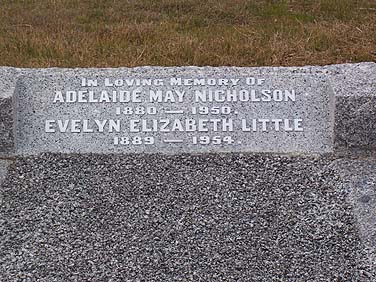 In Loving Memory Of
Adelaide May Nicholson
1880 — 1950.
Evelyn Elizabeth Little
1889 — 1954.